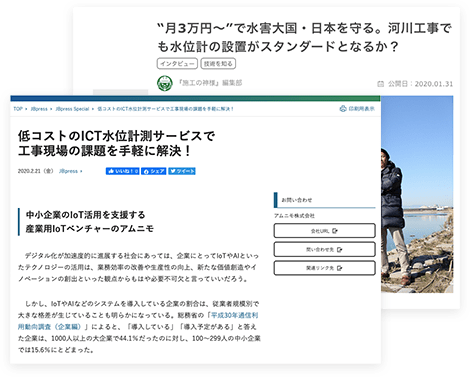 “月3万円〜”で水害大国・日本を守る。河川工事で
も水位計の設置がスタンダードとなるか？
インタビュー 技術を知る
『施工の神様』編集部
公開日：2020.01.31
TOP › JBpress › JBpress Special › 低コストのICT水位計測サービスで工事現場の課題を手軽に解決！
印刷用表示
低コストのICT水位計測サービスで
工事現場の課題を手軽に解決！
2020.2.21（金） JBpress
いいね！0 シェア ツイート
中小企業のIoT活用を支援する
産業用IoTベンチャーのアムニモ
デジタル化が加速度的に進展する社会にあっては、企業にとってIoTやAIといっ
たテクノロジーの活用は、業務効率の改善や生産性の向上、新たな価値創造やイ
ノベーションの創出といった観点からもはや必要不可欠と言っていいだろう。
しかし、IoTやAIなどのシステムを導入している企業の割合は、従業者規模別で
大きな格差が生じていることも明らかになっている。総務省の「平成30年通信利
用動向調査（企業編）」によると、「導入している」「導入予定がある」と答え
た企業は、1000人以上の大企業で44.1％だったのに対し、100〜299人の中小企業
では15.6％にとどまった。
お問い合わせ
アムニモ株式会社
会社URL
問い合わせ先
関連リンク先